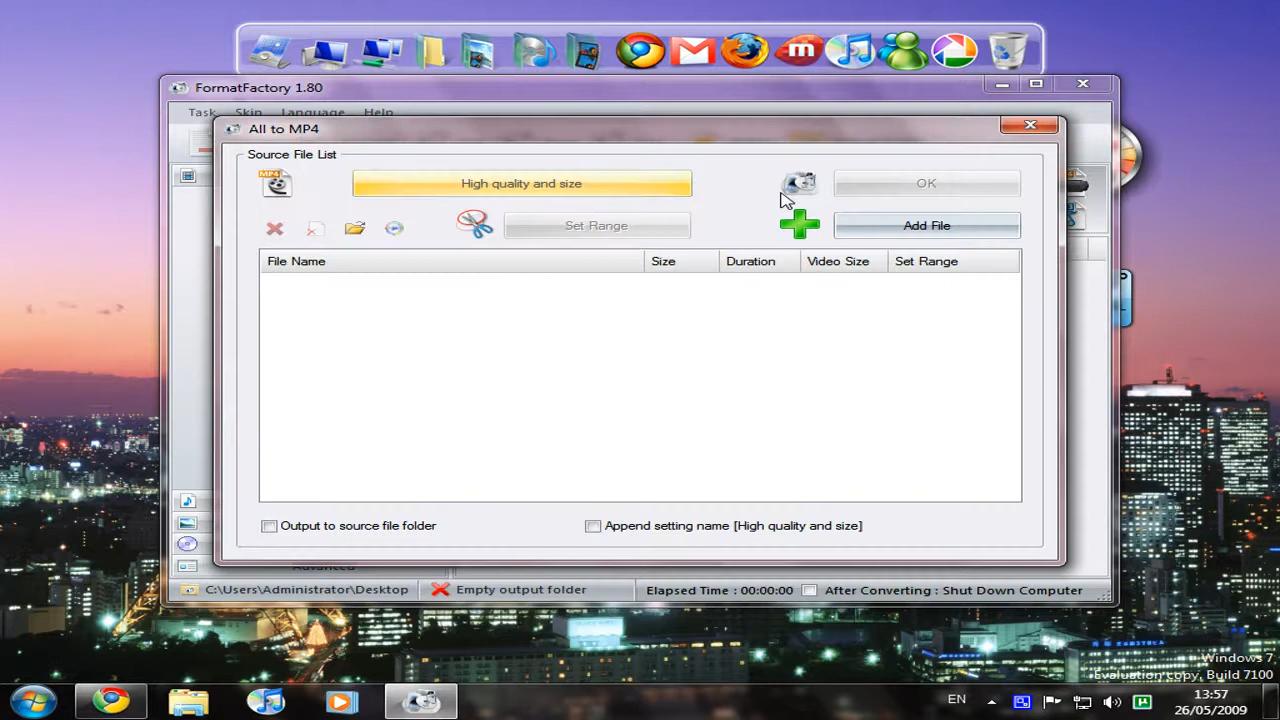 FormatFactory 1.80
Task Skip Language Help
All to MP4
Source File List
MP4
High quality and size
OK
Set Range
Add File
File Name Size Duration Video Size Set Range
Output to source file folder
Append setting name [High quality and size]
Advanced
C:\Users\Administrator\Desktop
Empty output folder
Elapsed Time : 00:00:00
After Converting : Shut Down Computer
Windows 7
Evaluation copy, Build 7100
EN
13:57
26/05/2009